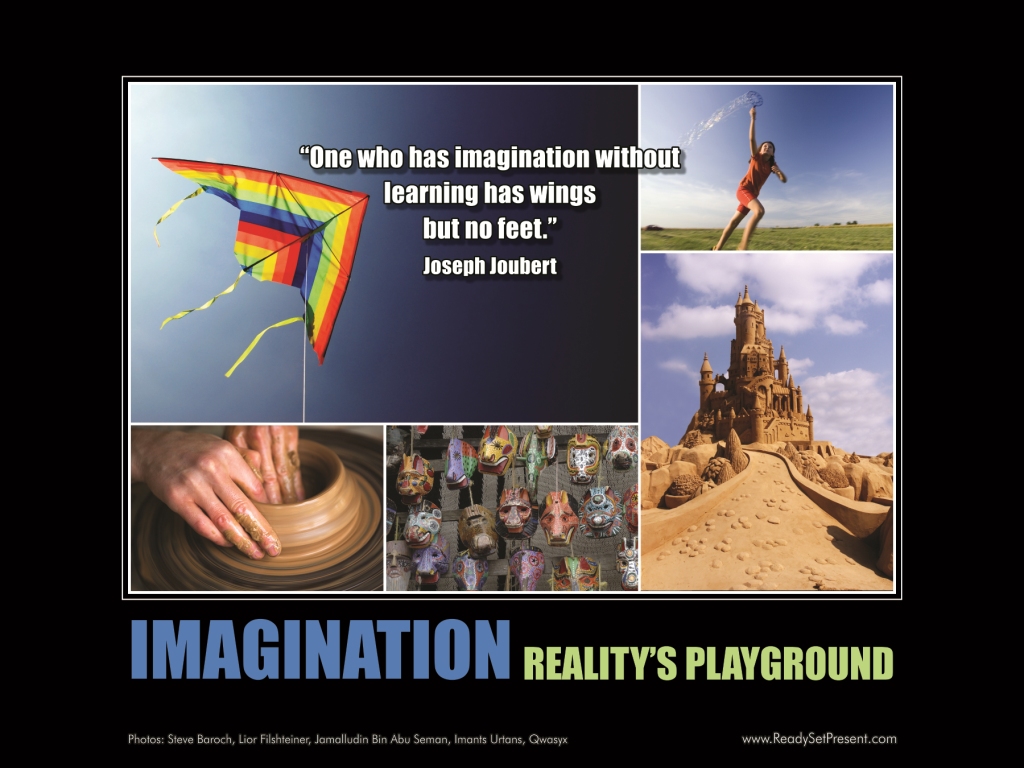 “One who has imagination without
learning has wings
but no feet.”
Joseph Joubert
IMAGINATION REALITY’S PLAYGROUND
Photos: Steve Baroch, Lior Filshteiner, Jamalludin Bin Abu Seman, Imants Urtans, Qwasyx
www.ReadySetPresent.com